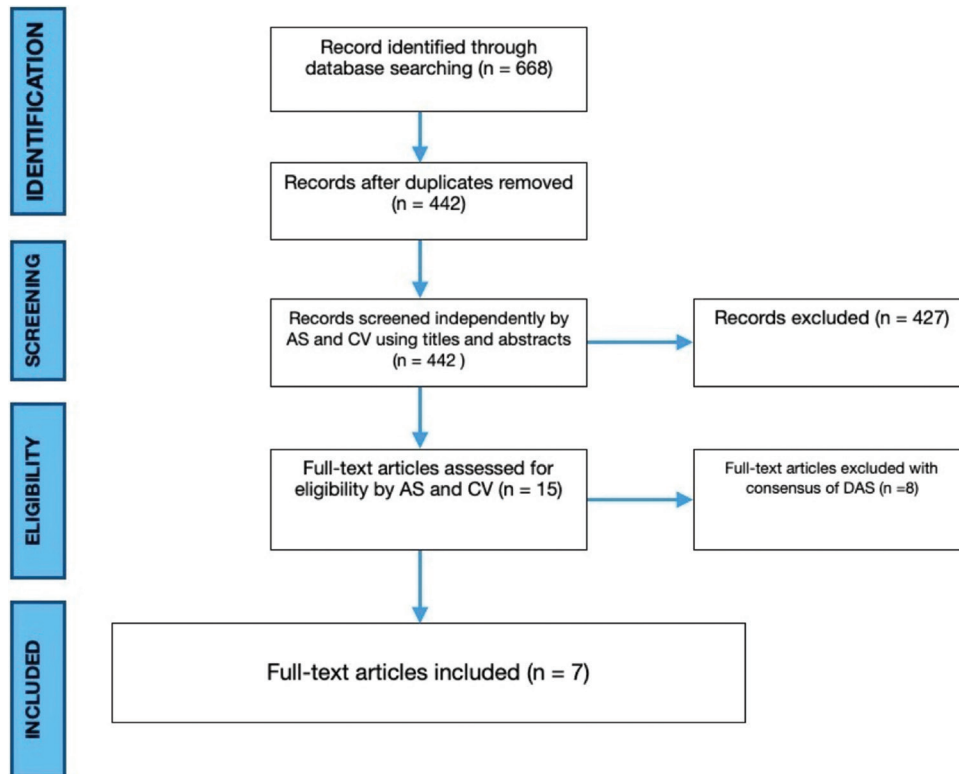 IDENTIFICATION
Record identified through
database searching (n = 668)
Records after duplicates removed
(n = 442)
SCREENING
Records screened independently by
AS and CV using titles and abstracts
(n = 442 )
Records excluded (n = 427)
ELIGIBILITY
Full-text articles assessed for
eligibility by AS and CV (n = 15)
Full-text articles excluded with
consensus of DAS (n =8)
INCLUDED
Full-text articles included (n = 7)